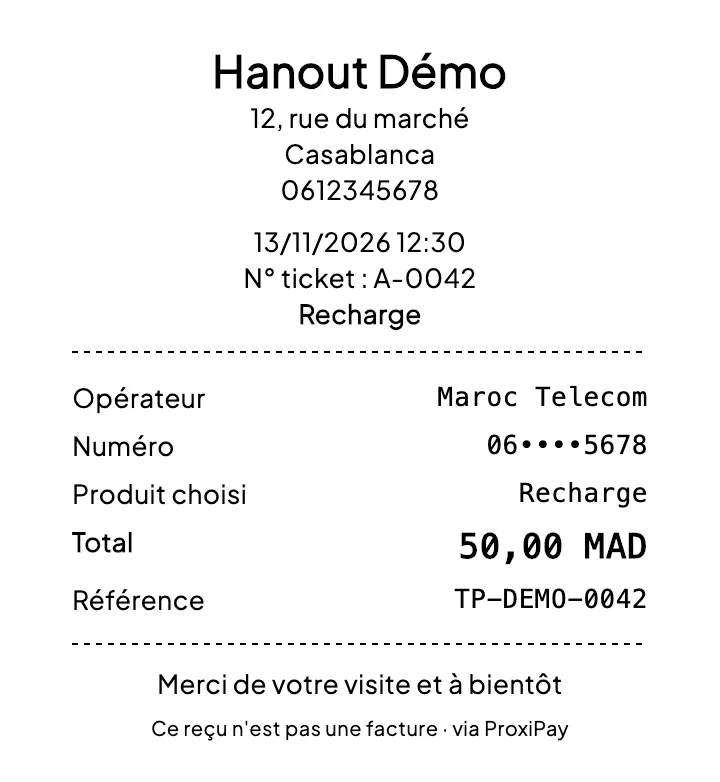 Hanout Démo
12, rue du marché
Casablanca
0612345678
13/11/2026 12:30
N° ticket : A-0042
Recharge
Opérateur Maroc Telecom
Numéro 06••••5678
Produit choisi Recharge
Total 50,00 MAD
Référence TP-DEMO-0042
Merci de votre visite et à bientôt
Ce reçu n'est pas une facture · via ProxiPay